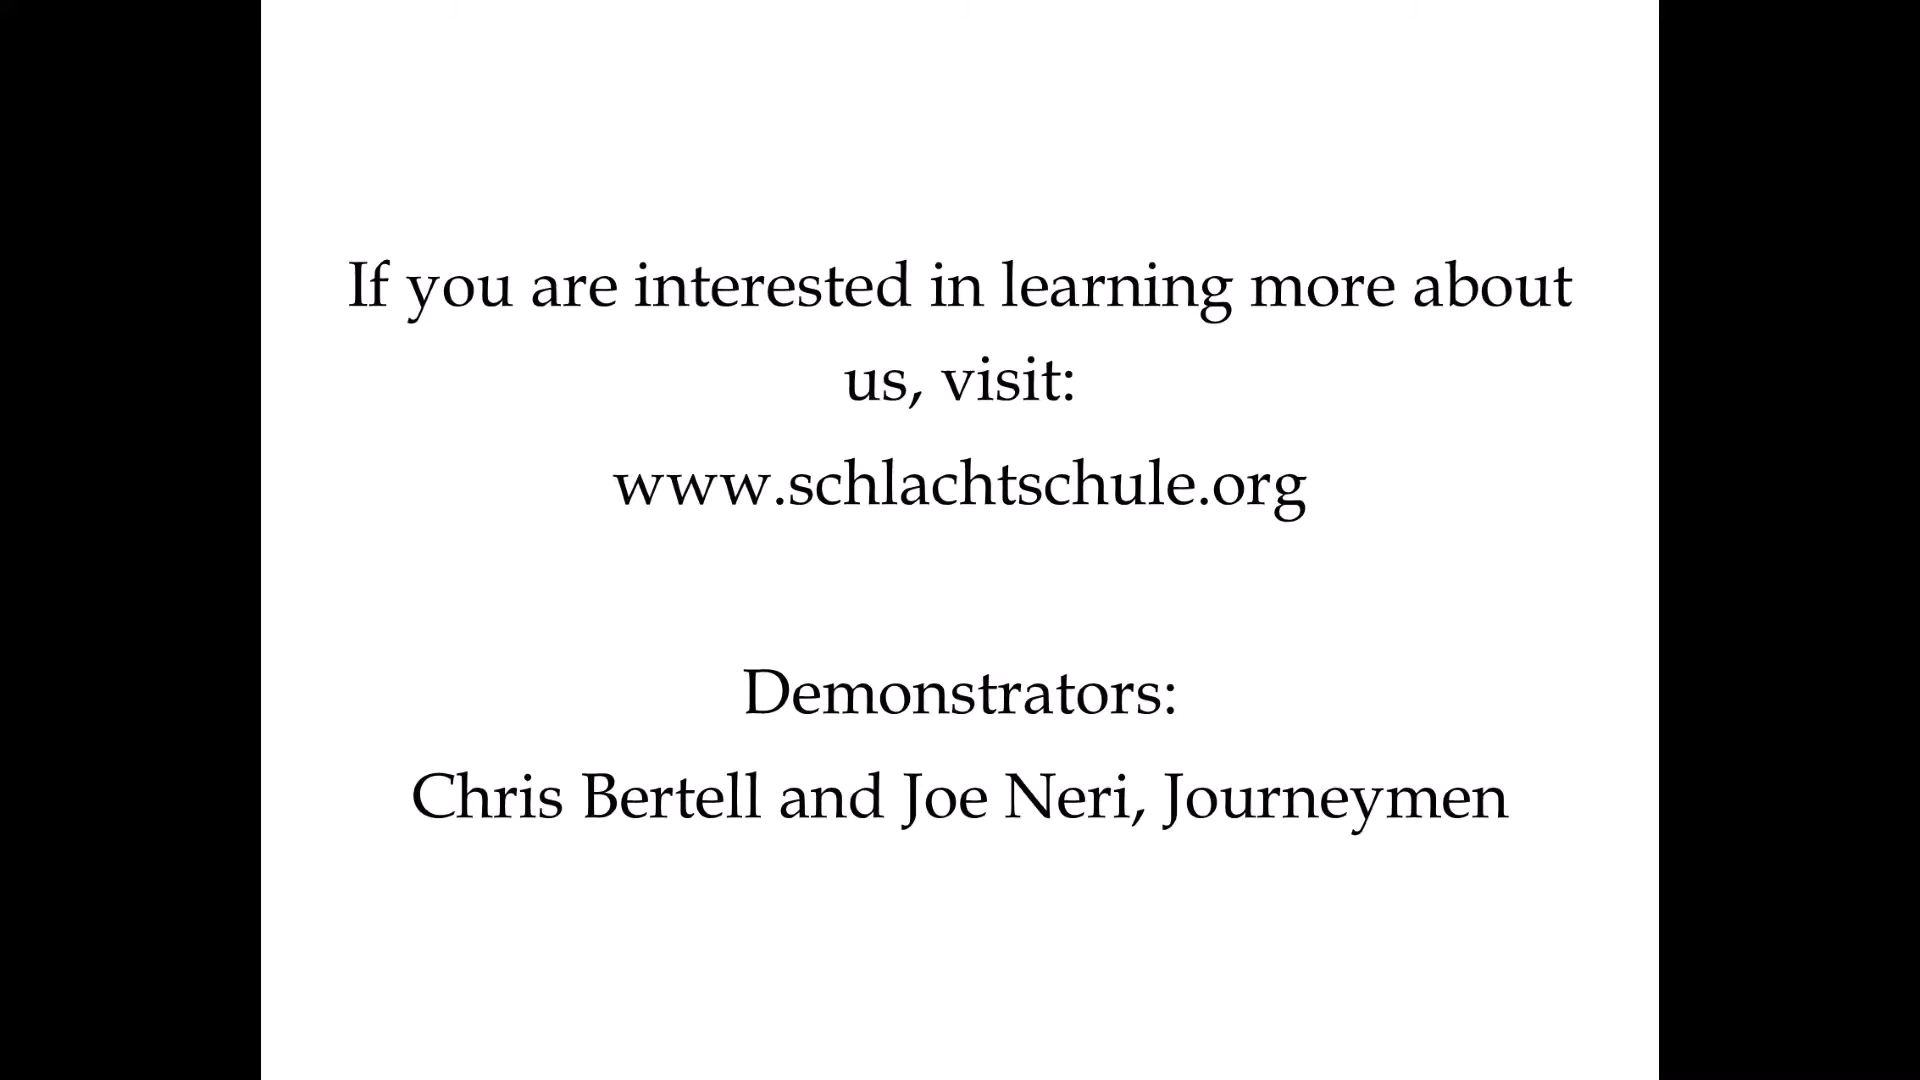 If you are interested in learning more about
us, visit:
www.schlachtschule.org
Demonstrators:
Chris Bertell and Joe Neri, Journeymen